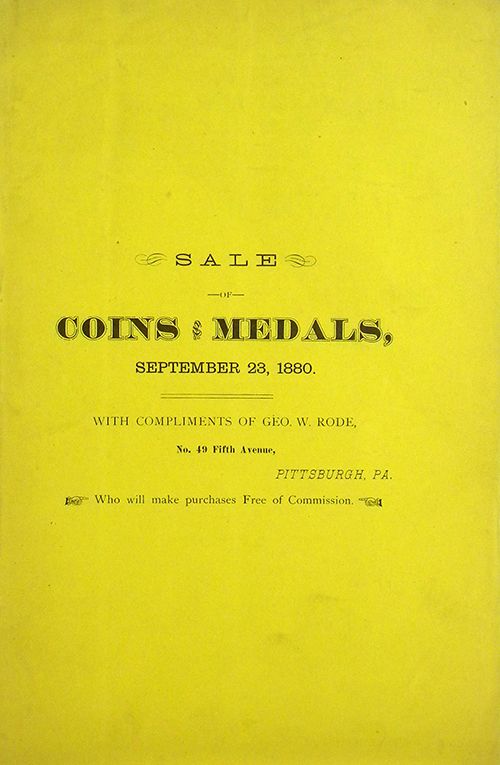 SALE
—OF—
COINS & MEDALS,
SEPTEMBER 23, 1880.
WITH COMPLIMENTS OF GEO. W. RODE,
No. 49 Fifth Avenue,
PITTSBURGH, PA.
Who will make purchases Free of Commission.